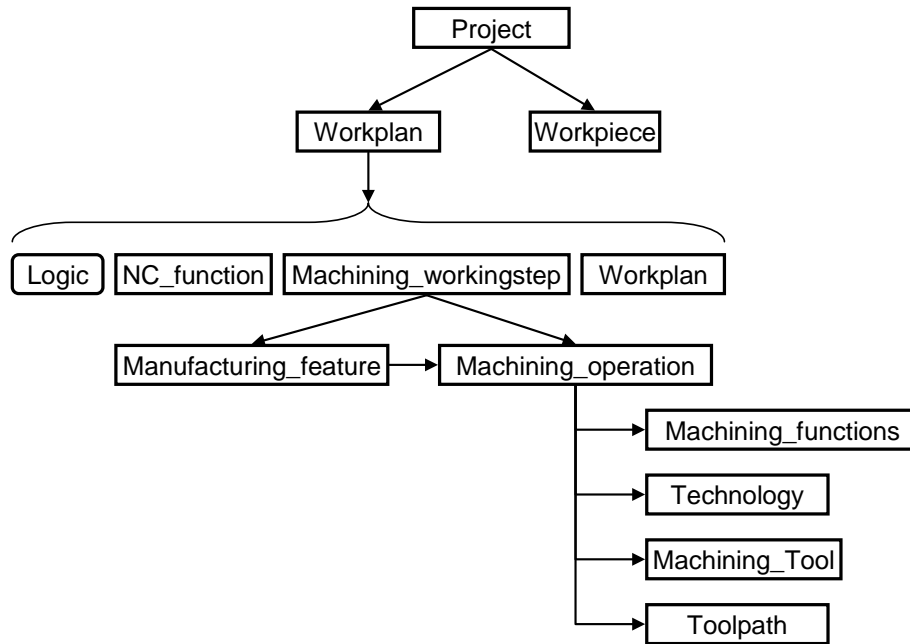 Project
Workplan
Workpiece
Logic
NC_function
Machining_workingstep
Workplan
Manufacturing_feature
Machining_operation
Machining_functions
Technology
Machining_Tool
Toolpath